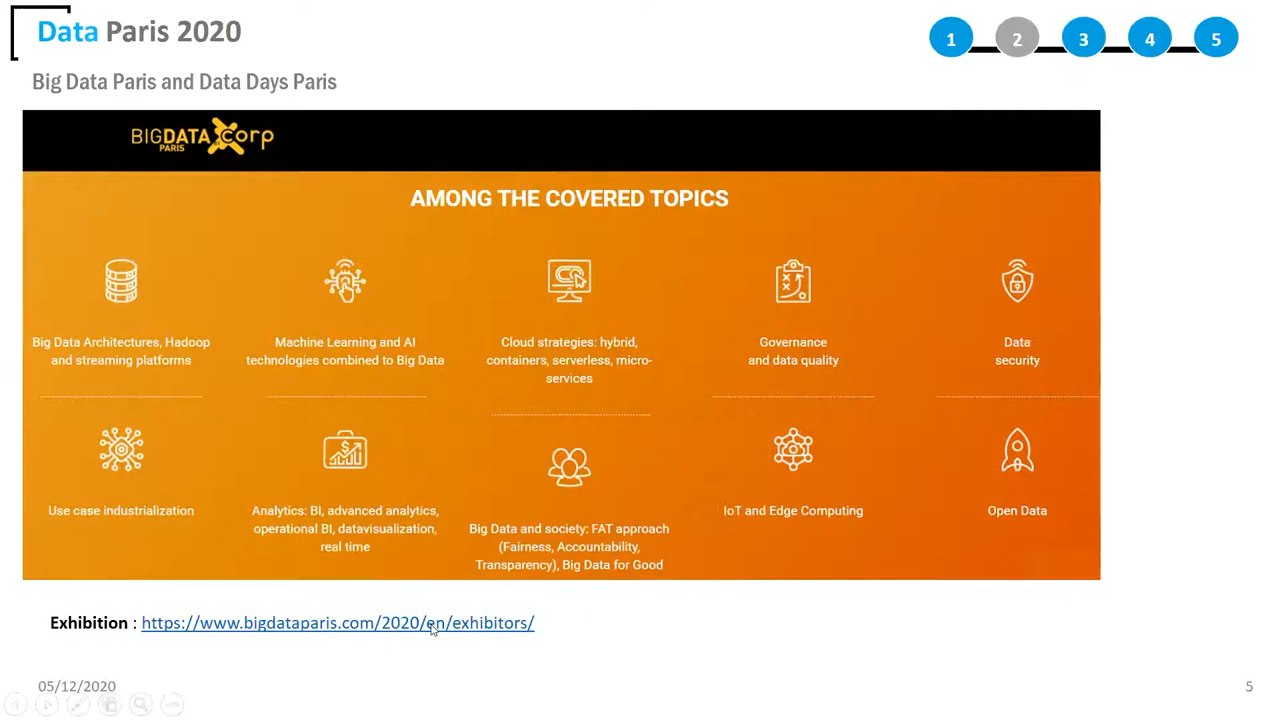 Data Paris 2020
1 2 3 4 5
Big Data Paris and Data Days Paris
BIGDATA PARIS Xcorp
AMONG THE COVERED TOPICS
Big Data Architectures, Hadoop
and streaming platforms
Machine Learning and AI
technologies combined to Big Data
Cloud strategies: hybrid,
containers, serverless, micro-
services
Governance
and data quality
Data
security
Use case industrialization
Analytics: BI, advanced analytics,
operational BI, datavisualization,
real time
Big Data and society: FAT approach
(Fairness, Accountability,
Transparency), Big Data for Good
IoT and Edge Computing
Open Data
Exhibition : https://www.bigdataparis.com/2020/en/exhibitors/
05/12/2020
5